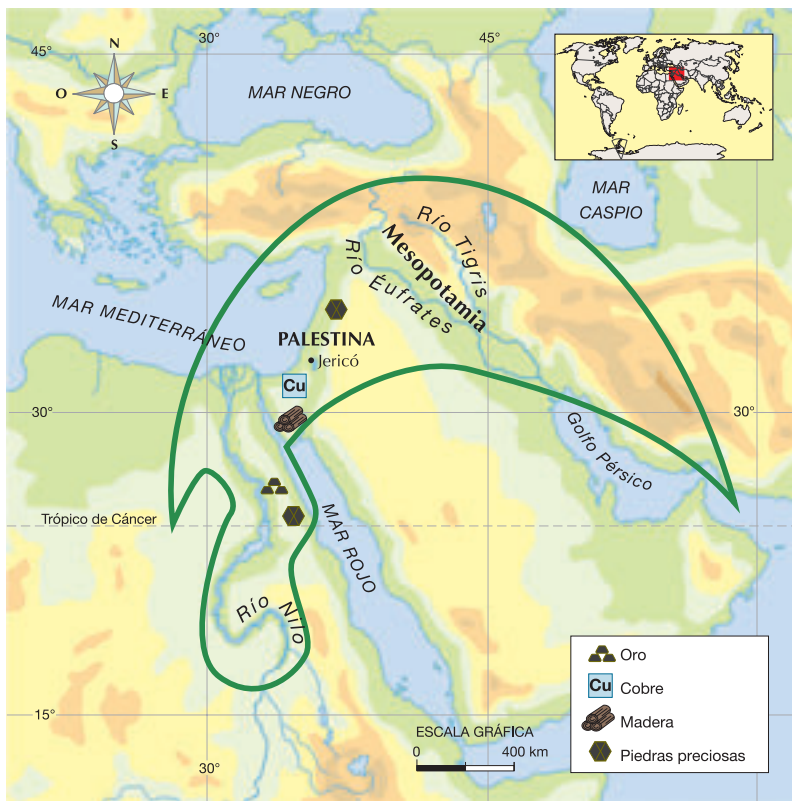 30°
45°
45°
N
O
E
S
MAR NEGRO
MAR
CASPIO
Río Tigris
Mesopotamia
Río Éufrates
MAR MEDITERRÁNEO
PALESTINA
Jericó
Cu
30°
30°
Golfo Pérsico
Trópico de Cáncer
MAR ROJO
Río Nilo
Oro
Cu Cobre
Madera
Piedras preciosas
15°
ESCALA GRÁFICA
0 400 km
30°
45°